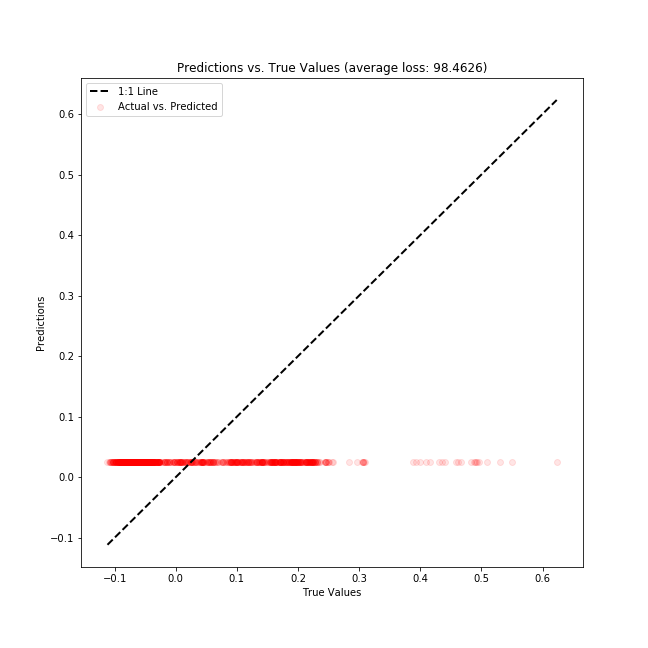 Predictions vs. True Values (average loss: 98.4626)
1:1 Line
Actual vs. Predicted
0.6
0.5
0.4
0.3
0.2
0.1
0.0
−0.1
Predictions
−0.1 0.0 0.1 0.2 0.3 0.4 0.5 0.6
True Values